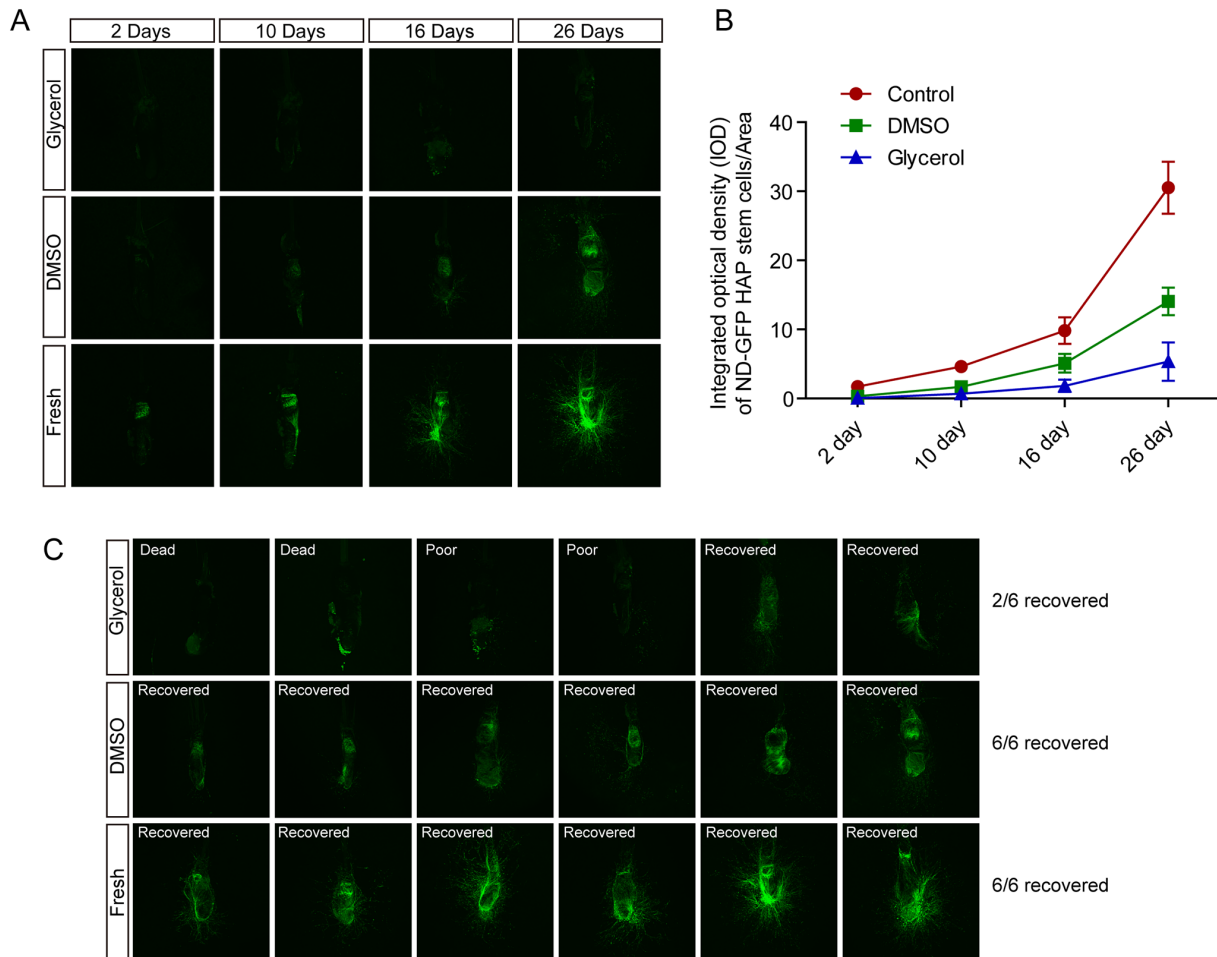 A
2 Days 10 Days 16 Days 26 Days
Glycerol
DMSO
Fresh
B
Control
DMSO
Glycerol
Integrated optical density (IOD)
of ND-GFP HAP stem cells/Area
40
30
20
10
0
2 day 10 day 16 day 26 day
C
Glycerol
Dead Dead Poor Poor Recovered Recovered
2/6 recovered
DMSO
Recovered Recovered Recovered Recovered Recovered Recovered
6/6 recovered
Fresh
Recovered Recovered Recovered Recovered Recovered Recovered
6/6 recovered